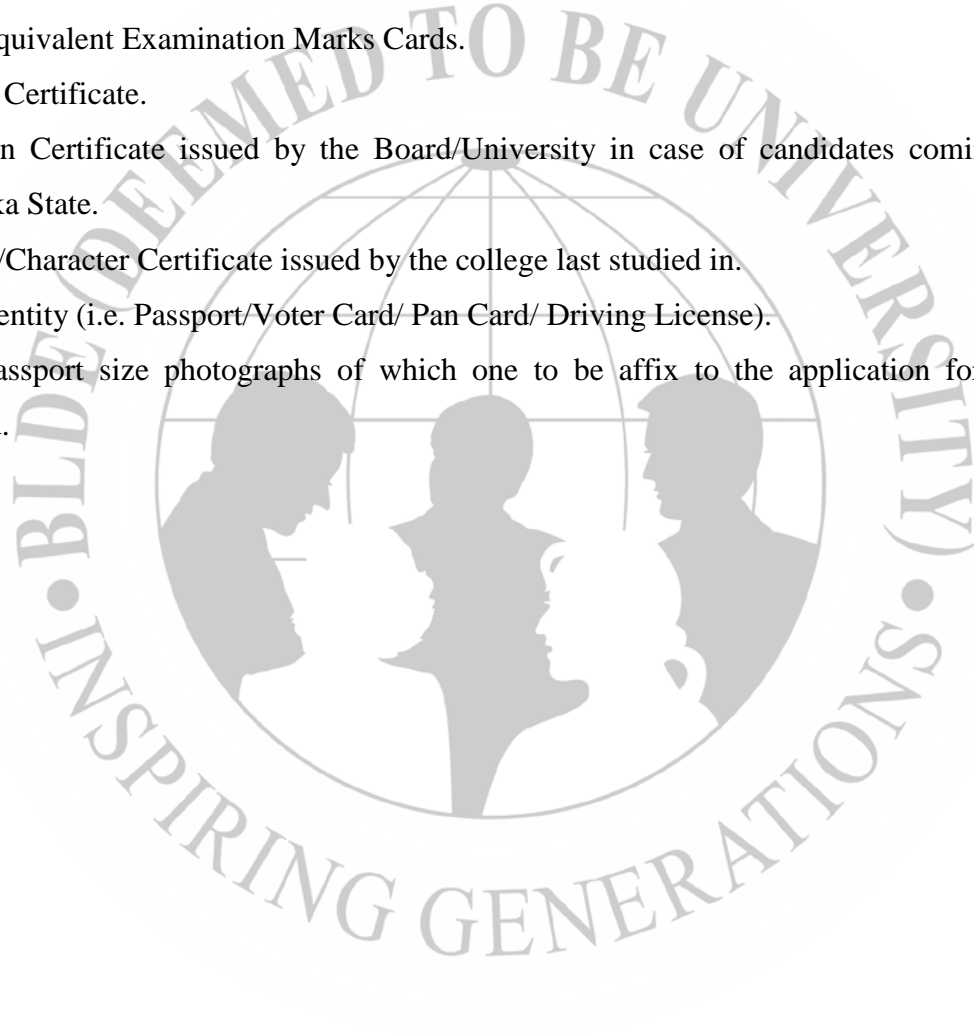 quivalent Examination Marks Cards.
Certificate.
n Certificate issued by the Board/University in case of candidates comi
ka State.
/Character Certificate issued by the college last studied in.
entity (i.e. Passport/Voter Card/ Pan Card/ Driving License).
assport size photographs of which one to be affix to the application fo
.
BLDE (DEEMED TO BE UNIVERSITY)
• INSPIRING GENERATIONS •